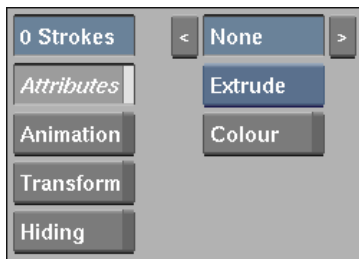 0 Strokes < None >
Attributes Extrude
Animation Colour
Transform
Hiding